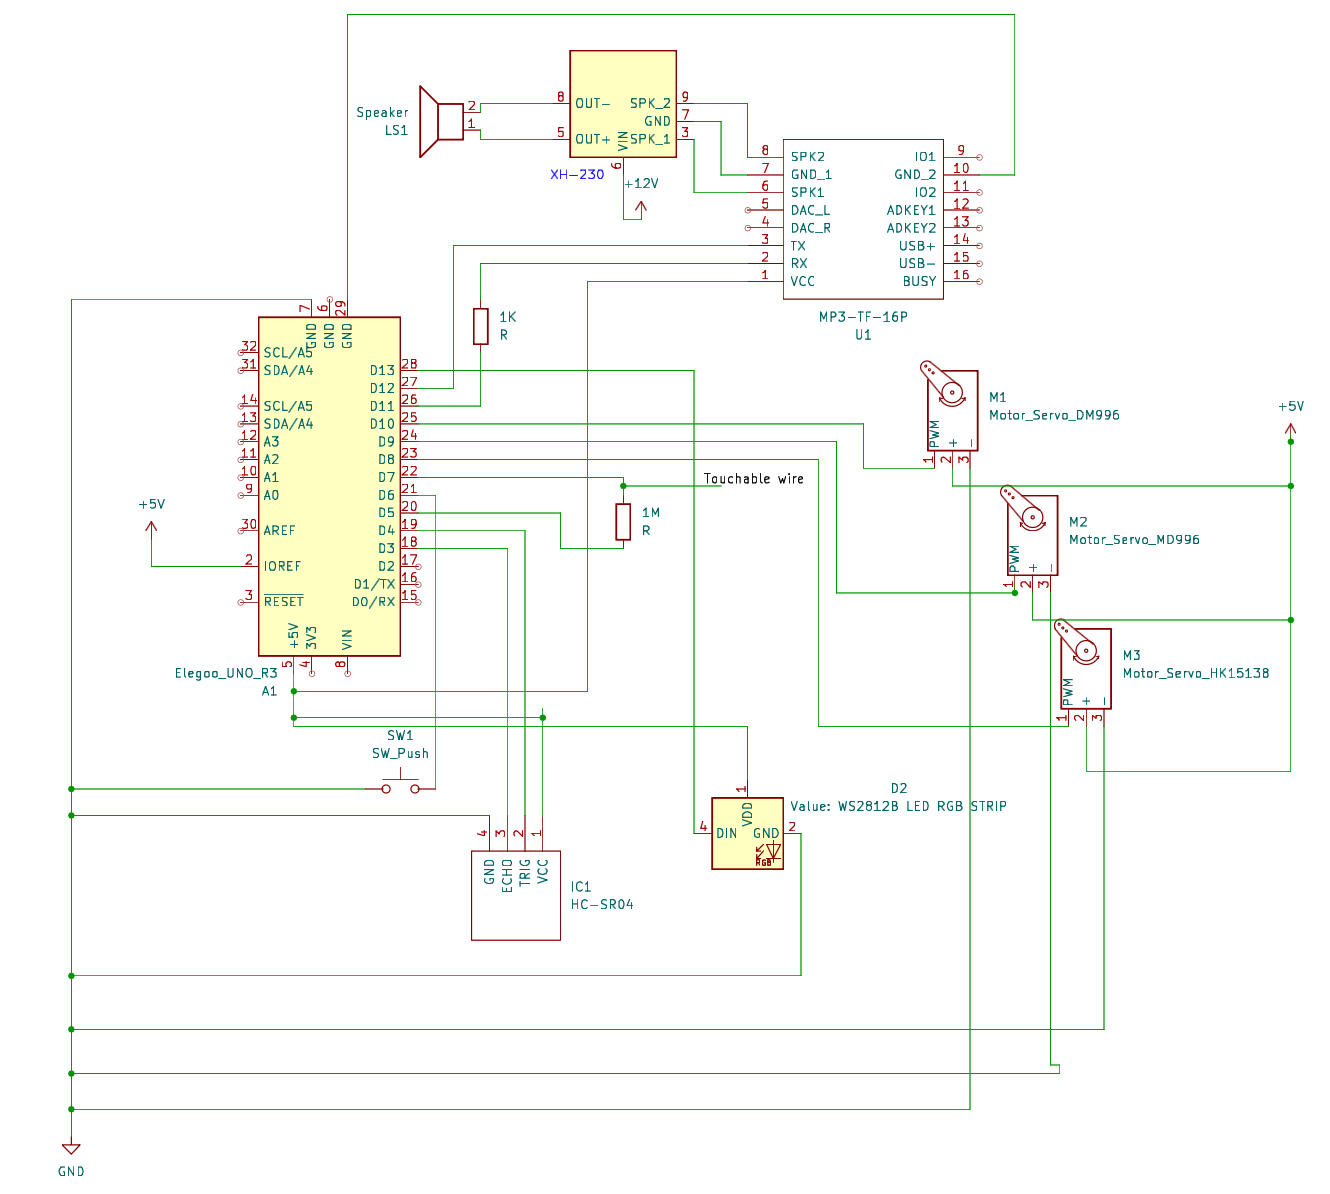 Speaker
LS1
2
1
8 OUT- SPK_2 9
GND 7
5 OUT+ SPK_1 3
VIN
6
XH-230
+12V
8 SPK2 IO1 9
7 GND_1 GND_2 10
6 SPK1 IO2 11
5 DAC_L ADKEY1 12
4 DAC_R ADKEY2 13
3 TX USB+ 14
2 RX USB- 15
1 VCC BUSY 16
MP3-TF-16P
U1
1K
R
7 6 29
GND GND GND
32 SCL/A5
31 SDA/A4
14 SCL/A5
13 SDA/A4
12 A3
11 A2
10 A1
9 A0
30 AREF
2 IOREF
3 RESET
D13 28
D12 27
D11 26
D10 25
D9 24
D8 23
D7 22
D6 21
D5 20
D4 19
D3 18
D2 17
D1/TX 16
D0/RX 15
+5V 3V3 VIN
5 4 8
+5V
Elegoo_UNO_R3
A1
Touchable wire
1M
R
M1
Motor_Servo_DM996
PWM + -
1 2 3
+5V
M2
Motor_Servo_MD996
PWM + -
1 2 3
M3
Motor_Servo_HK15138
PWM + -
1 2 3
SW1
SW_Push
4 3 2 1
GND ECHO TRIG VCC
IC1
HC-SR04
D2
Value: WS2812B LED RGB STRIP
1
VDD
4 DIN GND 2
RGB
GND